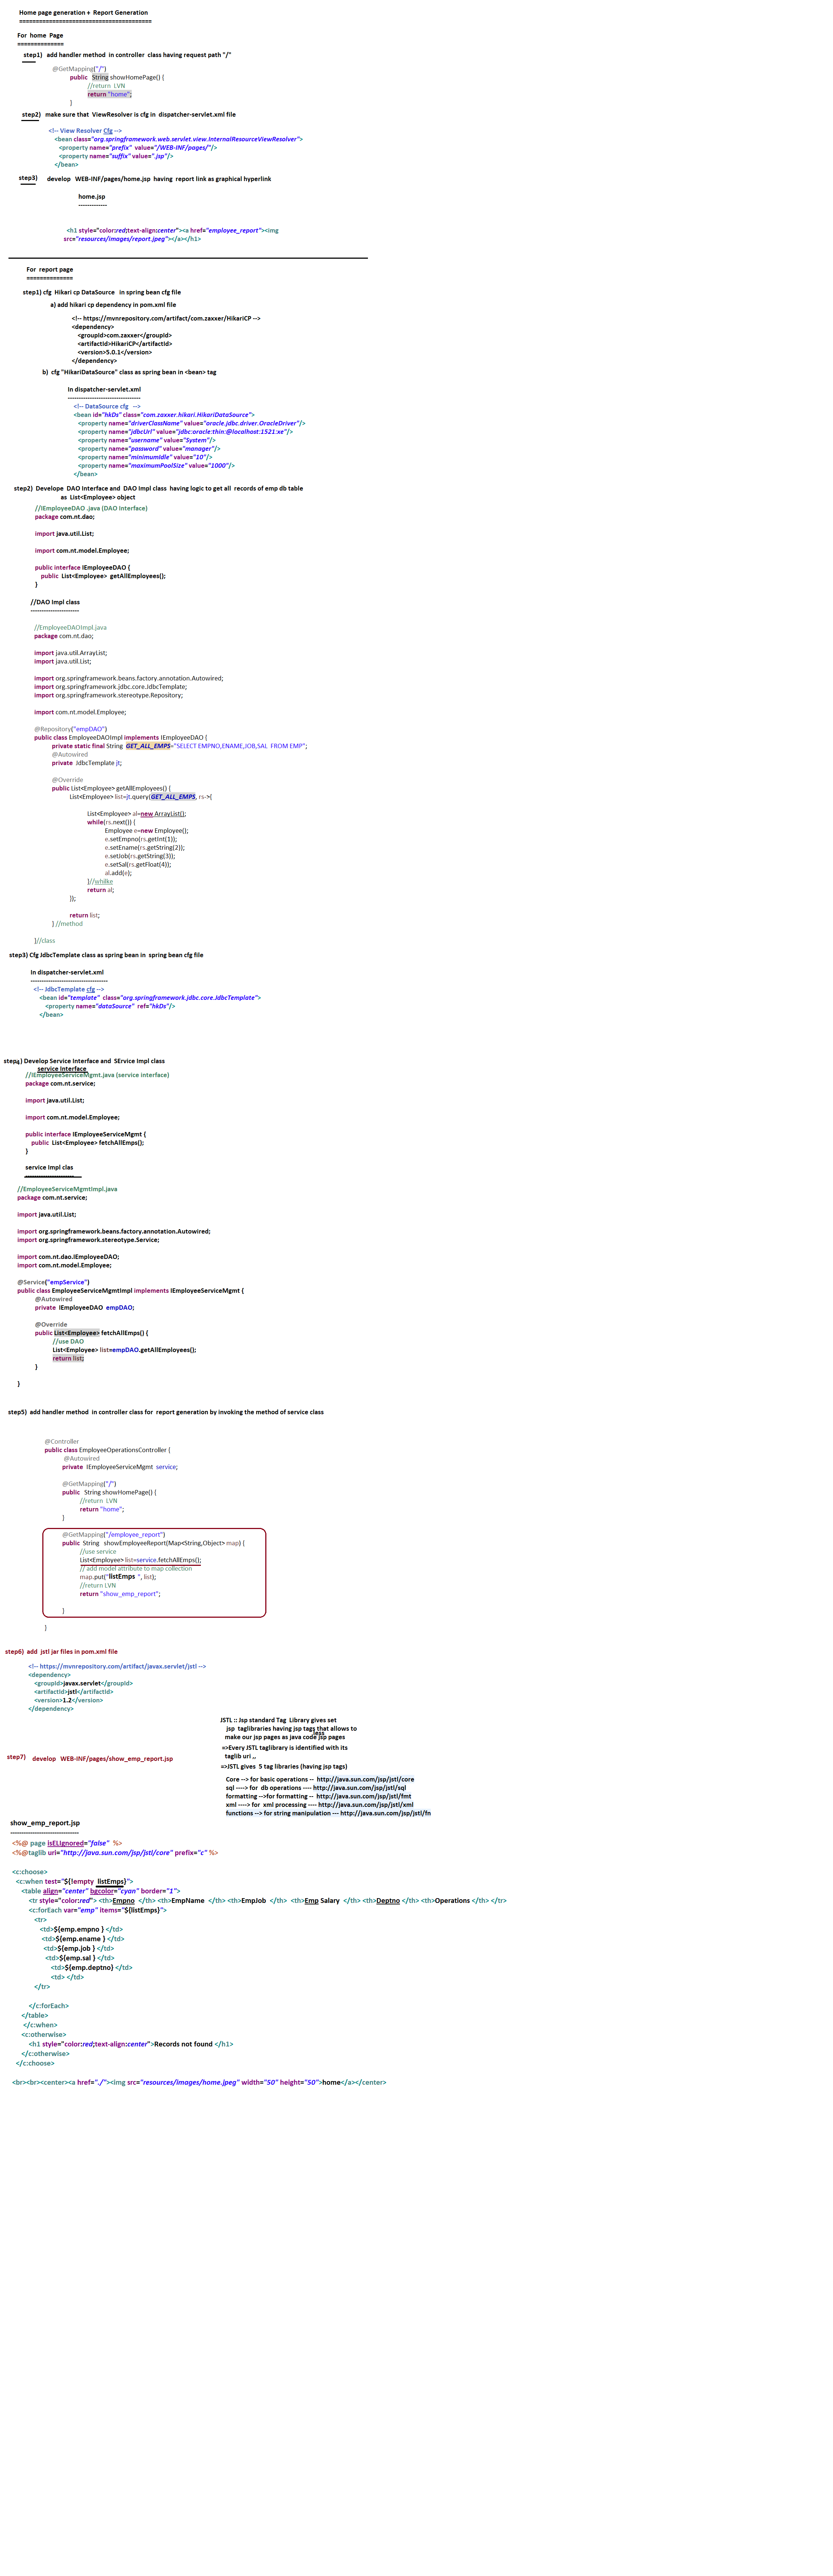 Home page generation + Report Generation
========================================
For home Page
==============
step1) add handler method in controller class having request path "/"
@GetMapping("/")
public String showHomePage() {
//return LVN
return "home";
}
step2) make sure that ViewResolver is cfg in dispatcher-servlet.xml file
<!-- View Resolver Cfg -->
<bean class="org.springframework.web.servlet.view.InternalResourceViewResolver">
<property name="prefix" value="/WEB-INF/pages/"/>
<property name="suffix" value=".jsp"/>
</bean>
step3) develop WEB-INF/pages/home.jsp having report link as graphical hyperlink
home.jsp
-------------
<h1 style="color:red;text-align:center"><a href="employee_report"><img
src="resources/images/report.jpeg"></a></h1>
For report page
==============
step1) cfg Hikari cp DataSource in spring bean cfg file
a) add hikari cp dependency in pom.xml file
<!-- https://mvnrepository.com/artifact/com.zaxxer/HikariCP -->
<dependency>
<groupId>com.zaxxer</groupId>
<artifactId>HikariCP</artifactId>
<version>5.0.1</version>
</dependency>
b) cfg "HikariDataSource" class as spring bean in <bean> tag
In dispatcher-servlet.xml
---------------------------------
<!-- DataSource cfg -->
<bean id="hkDs" class="com.zaxxer.hikari.HikariDataSource">
<property name="driverClassName" value="oracle.jdbc.driver.OracleDriver"/>
<property name="jdbcUrl" value="jdbc:oracle:thin:@localhost:1521:xe"/>
<property name="username" value="System"/>
<property name="password" value="manager"/>
<property name="minimumIdle" value="10"/>
<property name="maximumPoolSize" value="1000"/>
</bean>
step2) Develope DAO Interface and DAO Impl class having logic to get all records of emp db table
as List<Employee> object
//IEmployeeDAO .java (DAO Interface)
package com.nt.dao;
import java.util.List;
import com.nt.model.Employee;
public interface IEmployeeDAO {
public List<Employee> getAllEmployees();
}
//DAO Impl class
----------------------
//EmployeeDAOImpl.java
package com.nt.dao;
import java.util.ArrayList;
import java.util.List;
import org.springframework.beans.factory.annotation.Autowired;
import org.springframework.jdbc.core.JdbcTemplate;
import org.springframework.stereotype.Repository;
import com.nt.model.Employee;
@Repository("empDAO")
public class EmployeeDAOImpl implements IEmployeeDAO {
private static final String GET_ALL_EMPS="SELECT EMPNO,ENAME,JOB,SAL FROM EMP";
@Autowired
private JdbcTemplate jt;
@Override
public List<Employee> getAllEmployees() {
List<Employee> list=jt.query(GET_ALL_EMPS, rs->{
List<Employee> al=new ArrayList();
while(rs.next()) {
Employee e=new Employee();
e.setEmpno(rs.getInt(1));
e.setEname(rs.getString(2));
e.setJob(rs.getString(3));
e.setSal(rs.getFloat(4));
al.add(e);
}//whilke
return al;
});
return list;
} //method
}//class
step3) Cfg JdbcTemplate class as spring bean in spring bean cfg file
In dispatcher-servlet.xml
-----------------------------------
<!-- JdbcTemplate cfg -->
<bean id="template" class="org.springframework.jdbc.core.JdbcTemplate">
<property name="dataSource" ref="hkDs"/>
</bean>
step4) Develop Service Interface and SErvice Impl class
service Interface
//IEmployeeServiceMgmt.java (service interface)
package com.nt.service;
import java.util.List;
import com.nt.model.Employee;
public interface IEmployeeServiceMgmt {
public List<Employee> fetchAllEmps();
}
service Impl clas
----------------------
//EmployeeServiceMgmtImpl.java
package com.nt.service;
import java.util.List;
import org.springframework.beans.factory.annotation.Autowired;
import org.springframework.stereotype.Service;
import com.nt.dao.IEmployeeDAO;
import com.nt.model.Employee;
@Service("empService")
public class EmployeeServiceMgmtImpl implements IEmployeeServiceMgmt {
@Autowired
private IEmployeeDAO empDAO;
@Override
public List<Employee> fetchAllEmps() {
//use DAO
List<Employee> list=empDAO.getAllEmployees();
return list;
}
}
step5) add handler method in controller class for report generation by invoking the method of service class
@Controller
public class EmployeeOperationsController {
@Autowired
private IEmployeeServiceMgmt service;
@GetMapping("/")
public String showHomePage() {
//return LVN
return "home";
}
@GetMapping("/employee_report")
public String showEmployeeReport(Map<String,Object> map) {
//use service
List<Employee> list=service.fetchAllEmps();
// add model attribute to map collection
map.put("listEmps ", list);
//return LVN
return "show_emp_report";
}
}
step6) add jstl jar files in pom.xml file
<!-- https://mvnrepository.com/artifact/javax.servlet/jstl -->
<dependency>
<groupId>javax.servlet</groupId>
<artifactId>jstl</artifactId>
<version>1.2</version>
</dependency>
JSTL :: Jsp standard Tag Library gives set
jsp taglibraries having jsp tags that allows to
less
make our jsp pages as java code jsp pages
=>Every JSTL taglibrary is identified with its
taglib uri ,,
step7) develop WEB-INF/pages/show_emp_report.jsp
=>JSTL gives 5 tag libraries (having jsp tags)
Core --> for basic operations -- http://java.sun.com/jsp/jstl/core
sql ----> for db operations ---- http://java.sun.com/jsp/jstl/sql
formatting -->for formatting -- http://java.sun.com/jsp/jstl/fmt
xml ----> for xml processing ---- http://java.sun.com/jsp/jstl/xml
functions --> for string manipulation --- http://java.sun.com/jsp/jstl/fn
show_emp_report.jsp
-------------------------------
<%@ page isELIgnored="false" %>
<%@taglib uri="http://java.sun.com/jsp/jstl/core" prefix="c" %>
<c:choose>
<c:when test="${!empty listEmps}">
<table align="center" bgcolor="cyan" border="1">
<tr style="color:red"> <th>Empno </th> <th>EmpName </th> <th>EmpJob </th> <th>Emp Salary </th> <th>Deptno </th> <th>Operations </th> </tr>
<c:forEach var="emp" items="${listEmps}">
<tr>
<td>${emp.empno } </td>
<td>${emp.ename } </td>
<td>${emp.job } </td>
<td>${emp.sal } </td>
<td>${emp.deptno} </td>
<td> </td>
</tr>
</c:forEach>
</table>
</c:when>
<c:otherwise>
<h1 style="color:red;text-align:center">Records not found </h1>
</c:otherwise>
</c:choose>
<br><br><center><a href="./"><img src="resources/images/home.jpeg" width="50" height="50">home</a></center>